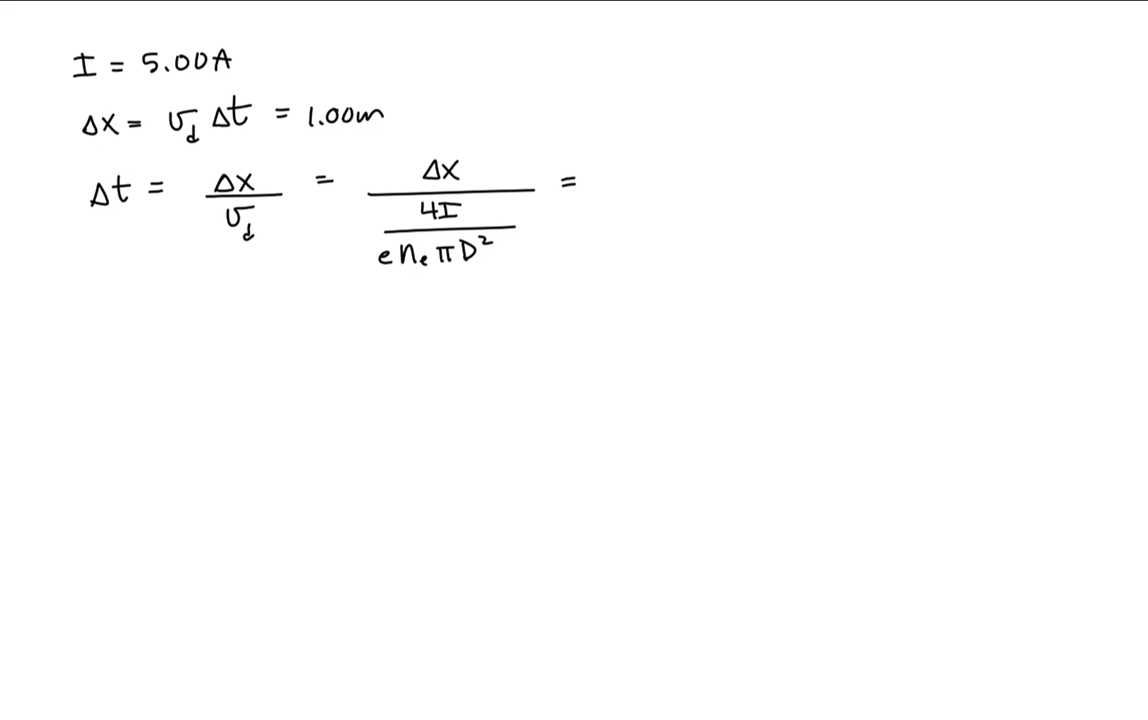 I = 5.00A
Δx = v_d Δt = 1.00m
Δt = Δx / v_d = Δx / (4I / (e n_e π D²)) =